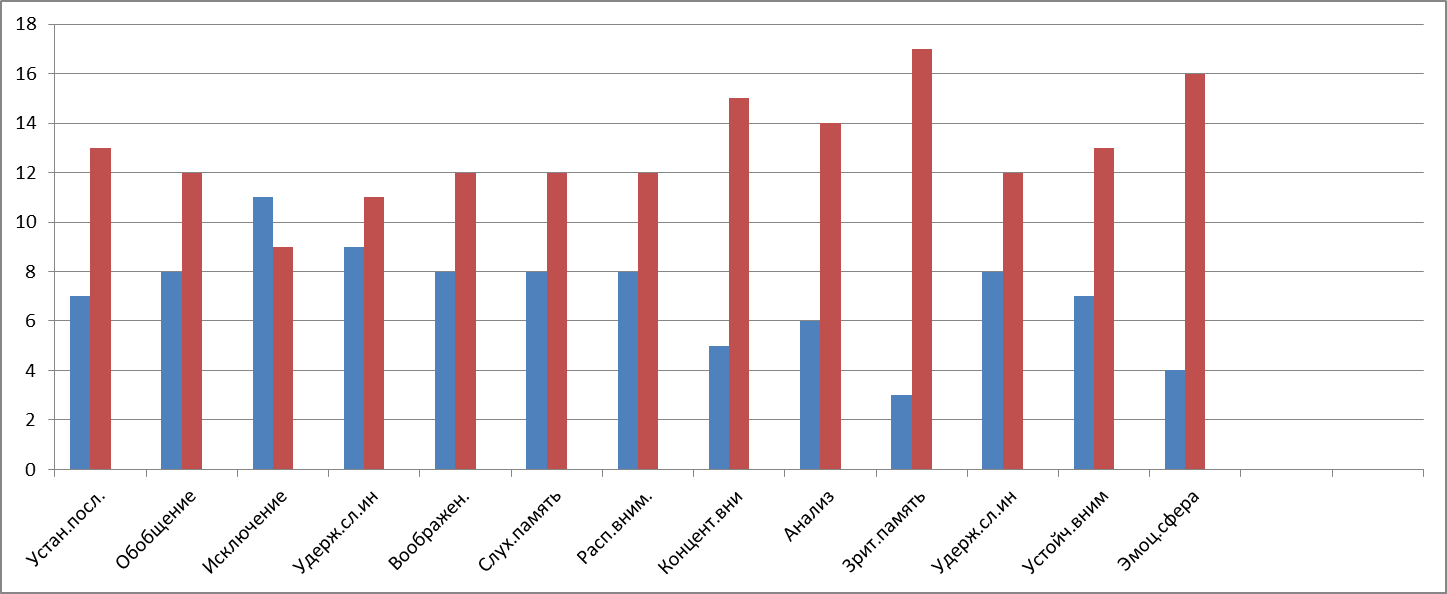 18
16
14
12
10
8
6
4
2
0
Устан.посл.
Обобщение
Исключение
Удерж.сл.ин
Воображен.
Слух.память
Расп.вним.
Концент.вни
Анализ
Зрит.память
Удерж.сл.ин
Устойч.вним
Эмоц.сфера